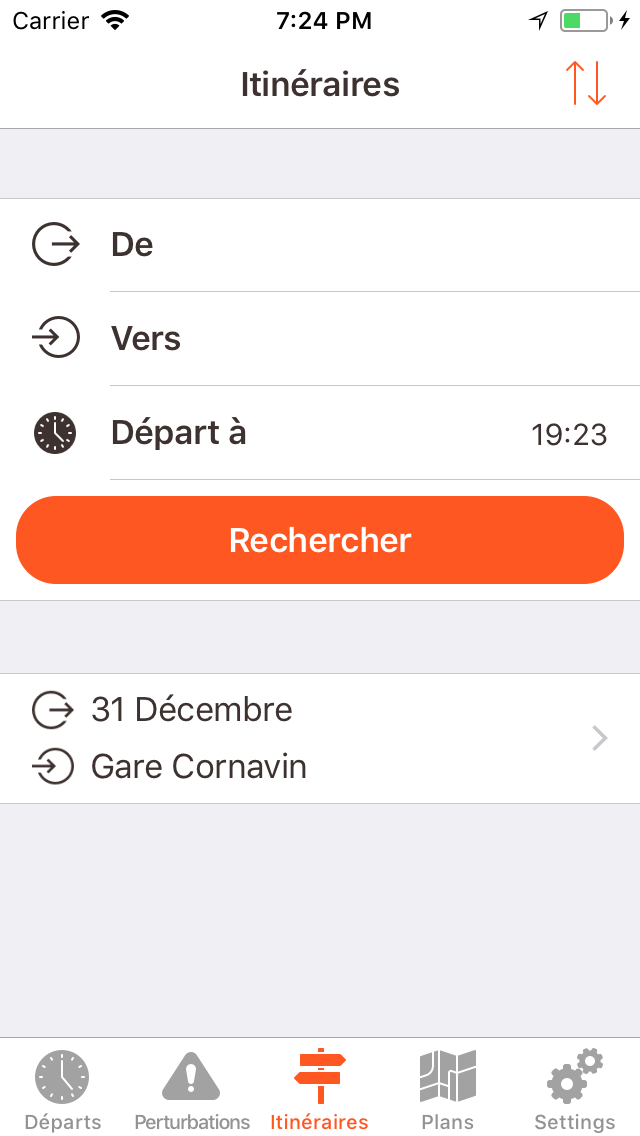 Carrier 7:24 PM
Itinéraires
De
Vers
Départ à 19:23
Rechercher
31 Décembre
Gare Cornavin
Départs Perturbations Itinéraires Plans Settings